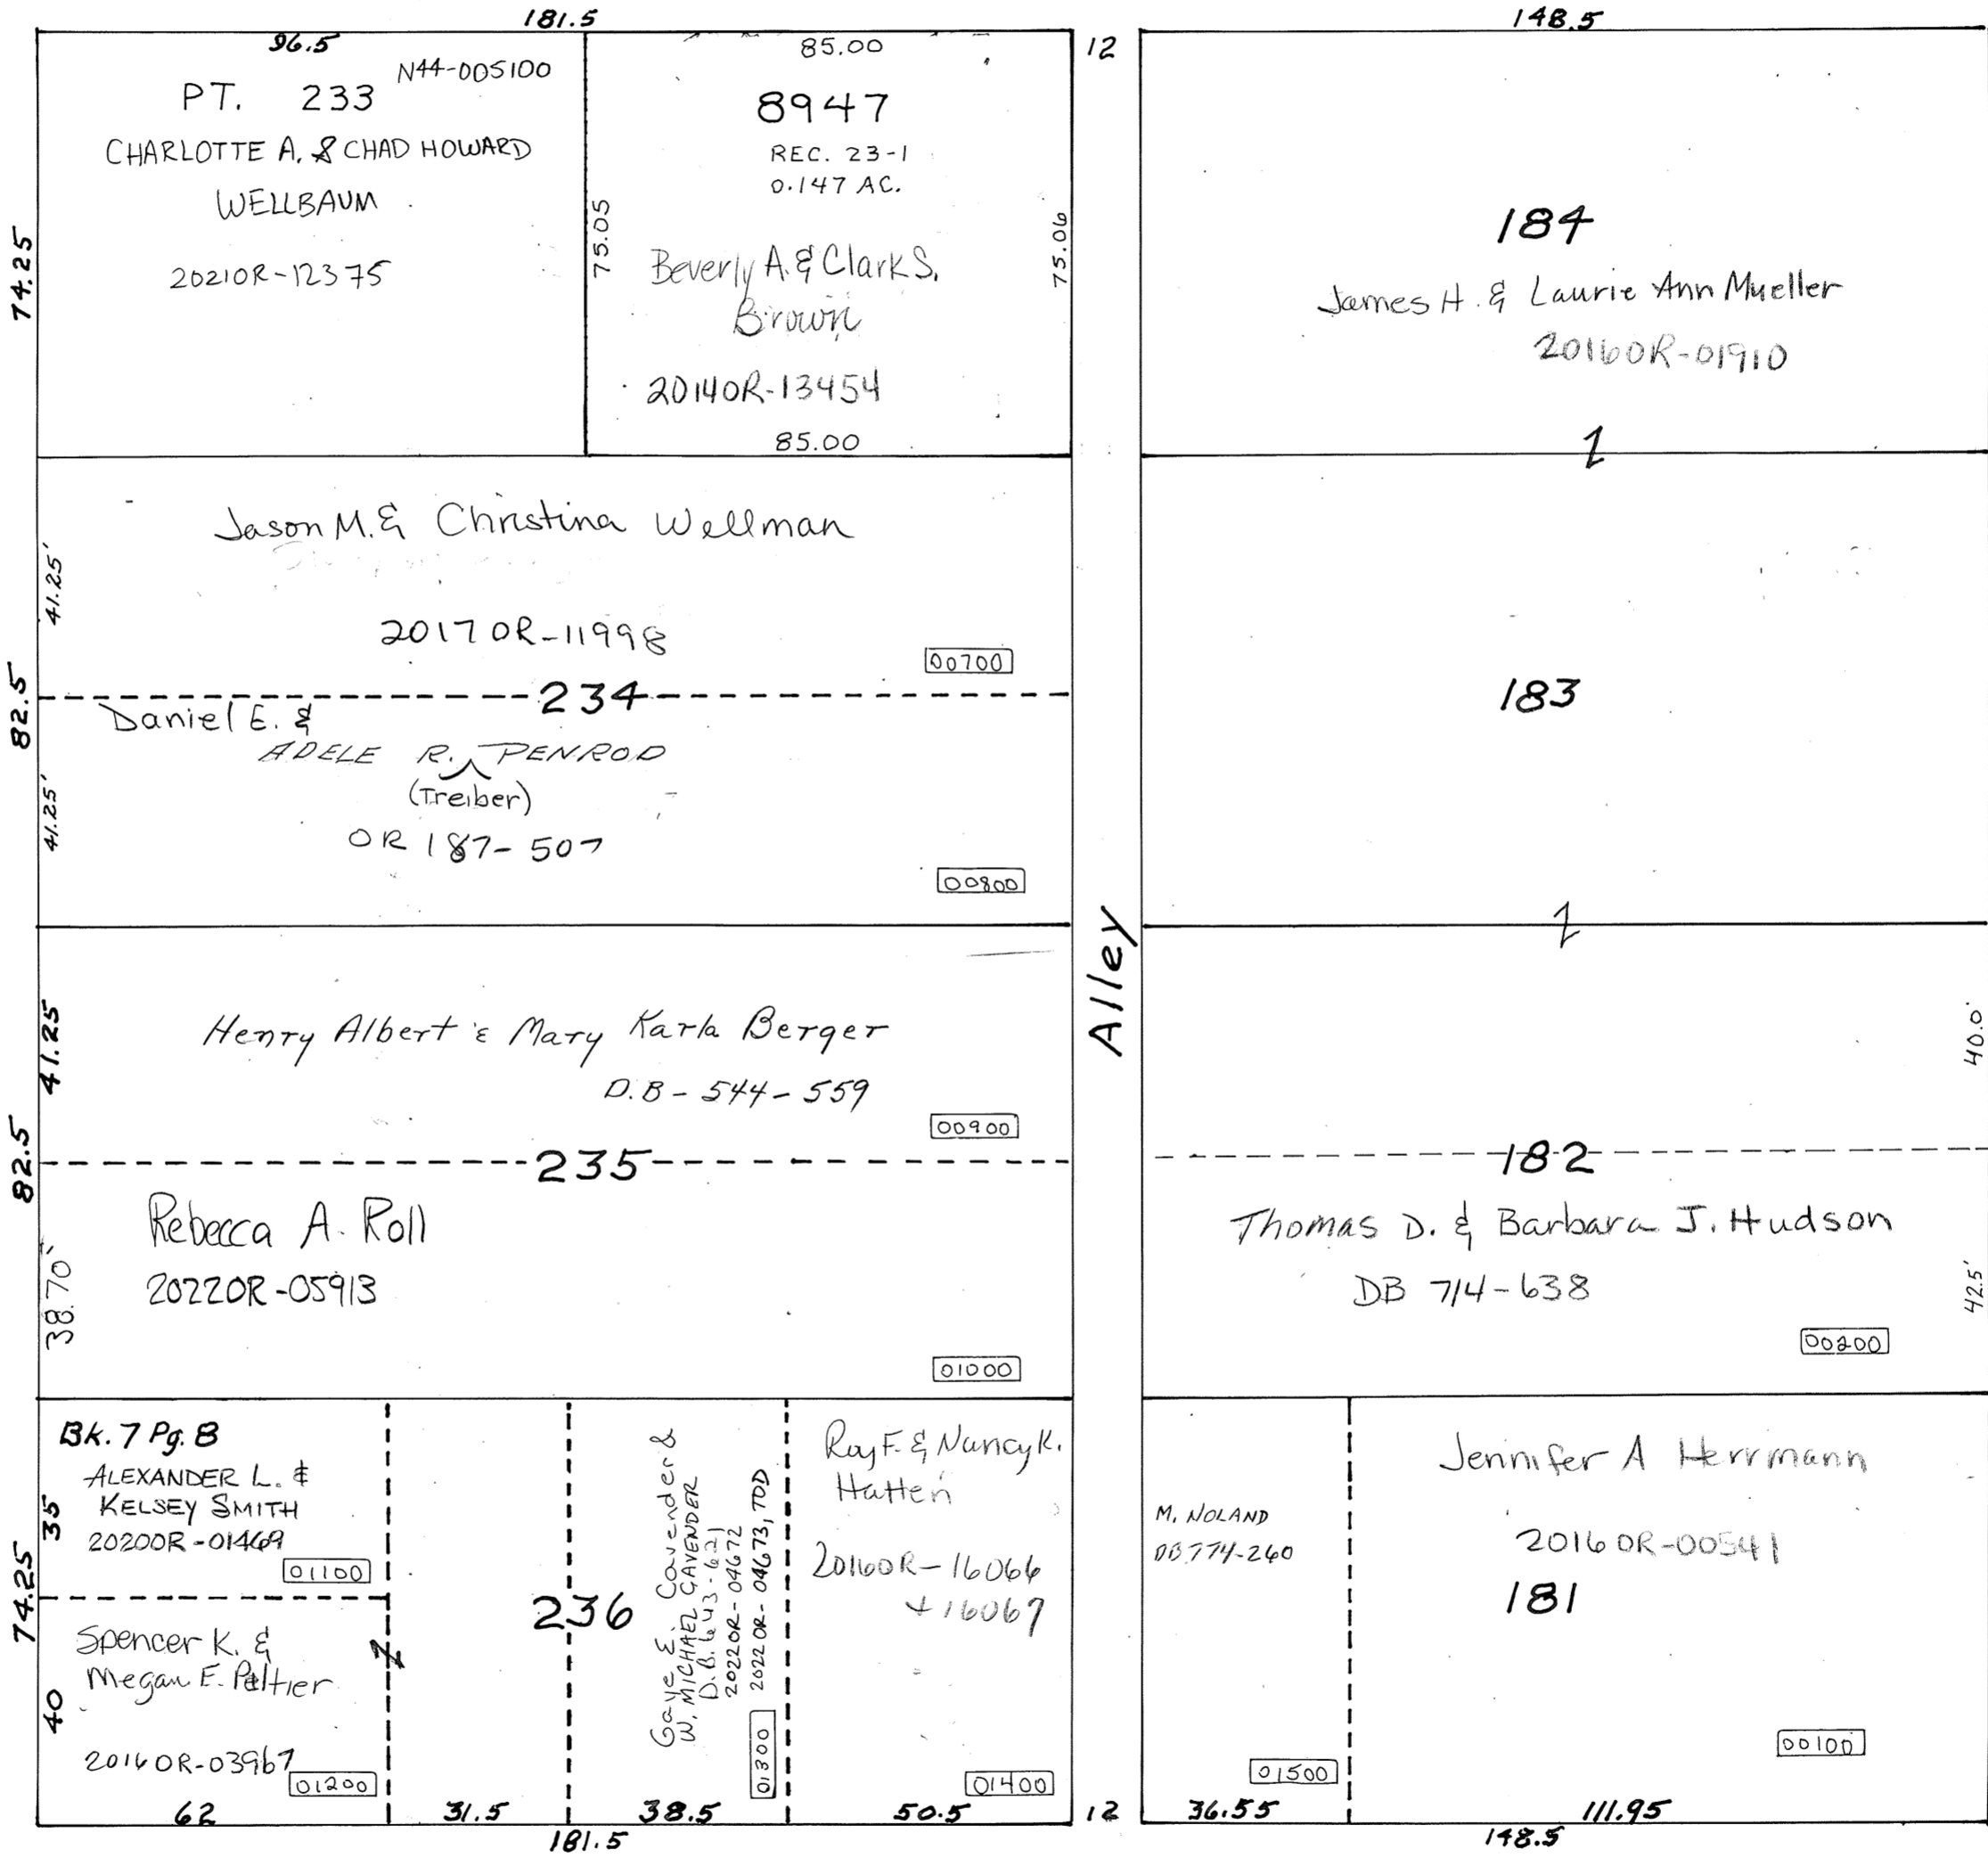 181.5
96.5
N44-005100
PT. 233
CHARLOTTE A. & CHAD HOWARD
WELLBAUM
2021OR-12375
74.25
85.00
8947
REC. 23-1
0.147 AC.
75.05
75.06
Beverly A. & Clark S.
Brown
2014OR-13454
85.00
12
148.5
184
James H. & Laurie Ann Mueller
2016OR-01910
Jason M. & Christina Wellman
41.25'
2017OR-11998
00700
82.5
234
Daniel E. &
ADELE R. PENROD
(Treiber)
41.25'
OR 187-507
00800
183
Alley
Henry Albert & Mary Karla Berger
41.25
D.B - 544 - 559
00900
82.5
235
Rebecca A. Roll
2022OR-05913
38.70'
01000
40.0'
182
Thomas D. & Barbara J. Hudson
DB 714-638
42.5'
00200
Bk. 7 Pg. 8
ALEXANDER L. &
KELSEY SMITH
2020OR-01469
35
01100
74.25
Spencer K. &
Megan E. Peltier
40
2016OR-03967
01200
62
31.5
236
Gaye E. Cavender &
W. MICHAEL CAVENDER
D.B. 643-621
2022OR-04672
2022OR-04673, TOD
01300
38.5
Roy F. & Nancy K.
Hatten
2016OR-16066
+16067
01400
50.5
181.5
12
M. NOLAND
DB 774-260
01500
36.55
Jennifer A Herrmann
2016OR-00541
181
00100
111.95
148.5